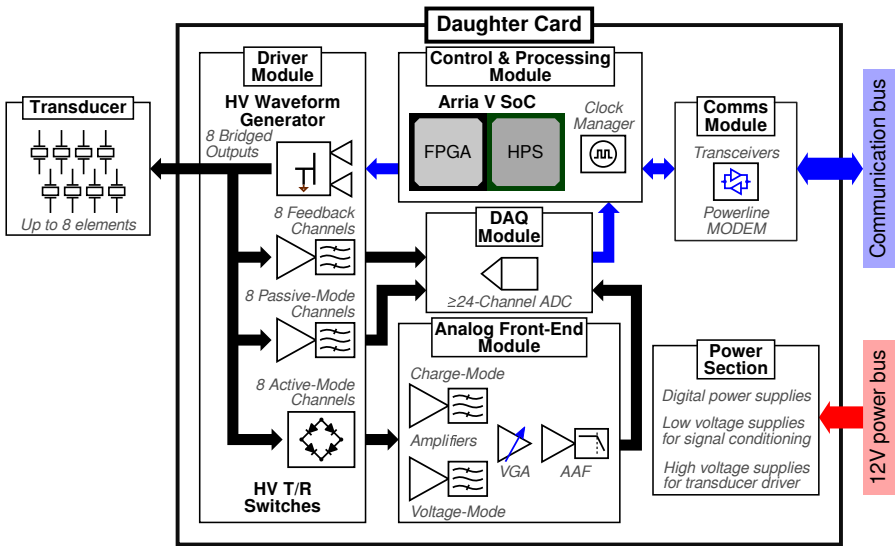 Daughter Card
Driver
Module
HV Waveform
Generator
8 Bridged
Outputs
8 Feedback
Channels
8 Passive-Mode
Channels
8 Active-Mode
Channels
HV T/R
Switches
Transducer
Up to 8 elements
Control & Processing
Module
Arria V SoC
FPGA
HPS
Clock
Manager
DAQ
Module
≥24-Channel ADC
Analog Front-End
Module
Charge-Mode
Amplifiers
VGA
AAF
Voltage-Mode
Comms
Module
Transceivers
Powerline
MODEM
Power
Section
Digital power supplies
Low voltage supplies
for signal conditioning
High voltage supplies
for transducer driver
Communication bus
12V power bus